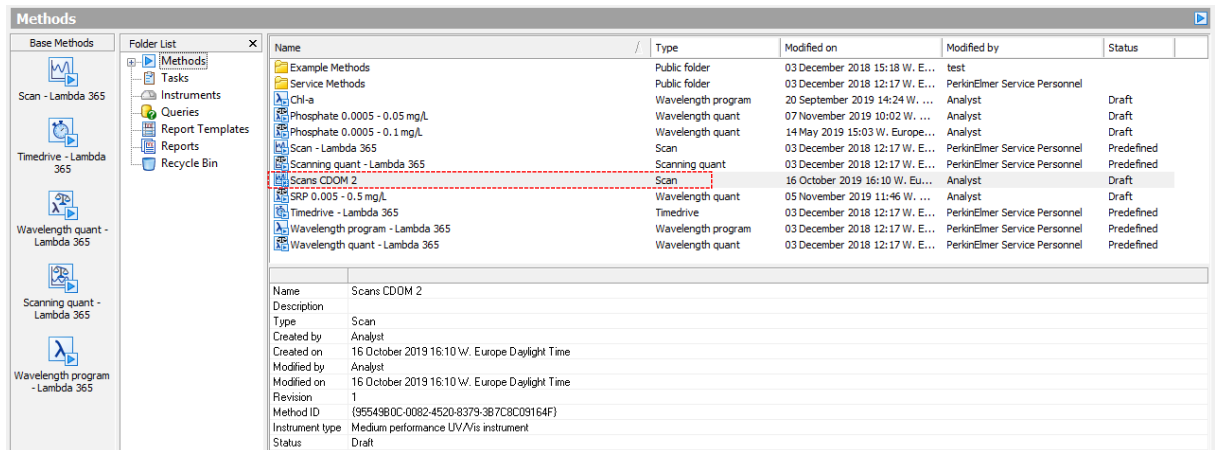 Methods
Base Methods
Scan - Lambda 365
Timedrive - Lambda
365
Wavelength quant -
Lambda 365
Scanning quant -
Lambda 365
Wavelength program
- Lambda 365
Folder List X
Methods
Tasks
Instruments
Queries
Report Templates
Reports
Recycle Bin
Name / Type Modified on Modified by Status
Example Methods Public folder 03 December 2018 15:18 W. E... test
Service Methods Public folder 03 December 2018 12:17 W. E... PerkinElmer Service Personnel
Chl-a Wavelength program 20 September 2019 14:24 W. ... Analyst Draft
Phosphate 0.0005 - 0.05 mg/L Wavelength quant 07 November 2019 10:02 W. ... Analyst Draft
Phosphate 0.0005 - 0.1 mg/L Wavelength quant 14 May 2019 15:03 W. Europe... Analyst Draft
Scan - Lambda 365 Scan 03 December 2018 12:17 W. E... PerkinElmer Service Personnel Predefined
Scanning quant - Lambda 365 Scanning quant 03 December 2018 12:17 W. E... PerkinElmer Service Personnel Predefined
Scans CDOM 2 Scan 16 October 2019 16:10 W. Eu... Analyst Draft
SRP 0.005 - 0.5 mg/L Wavelength quant 05 November 2019 11:46 W. ... Analyst Draft
Timedrive - Lambda 365 Timedrive 03 December 2018 12:17 W. E... PerkinElmer Service Personnel Predefined
Wavelength program - Lambda 365 Wavelength program 03 December 2018 12:17 W. E... PerkinElmer Service Personnel Predefined
Wavelength quant - Lambda 365 Wavelength quant 03 December 2018 12:17 W. E... PerkinElmer Service Personnel Predefined
Name Scans CDOM 2
Description
Type Scan
Created by Analyst
Created on 16 October 2019 16:10 W. Europe Daylight Time
Modified by Analyst
Modified on 16 October 2019 16:10 W. Europe Daylight Time
Revision 1
Method ID {95549B0C-0082-4520-8379-3B7C8C09164F}
Instrument type Medium performance UV/Vis instrument
Status Draft